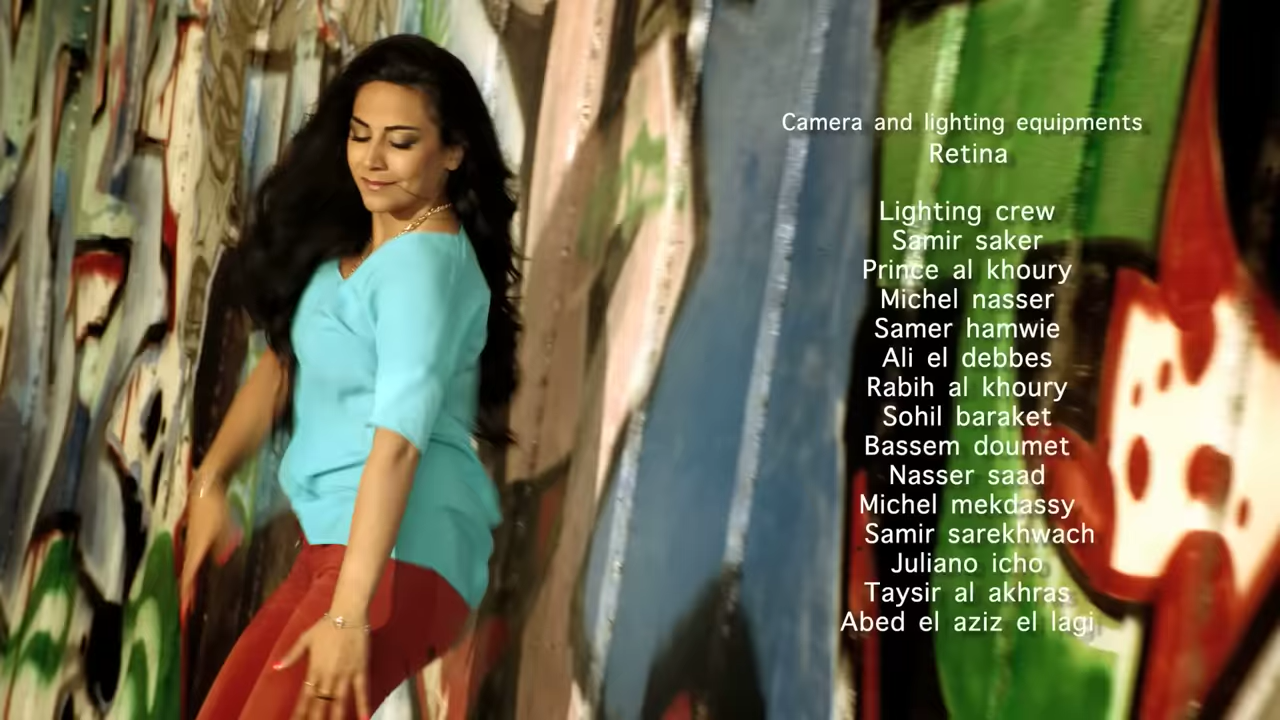 Camera and lighting equipments
Retina
Lighting crew
Samir saker
Prince al khoury
Michel nasser
Samer hamwie
Ali el debbes
Rabih al khoury
Sohil baraket
Bassem doumet
Nasser saad
Michel mekdassy
Samir sarekhwach
Juliano icho
Taysir al akhras
Abed el aziz el lagi